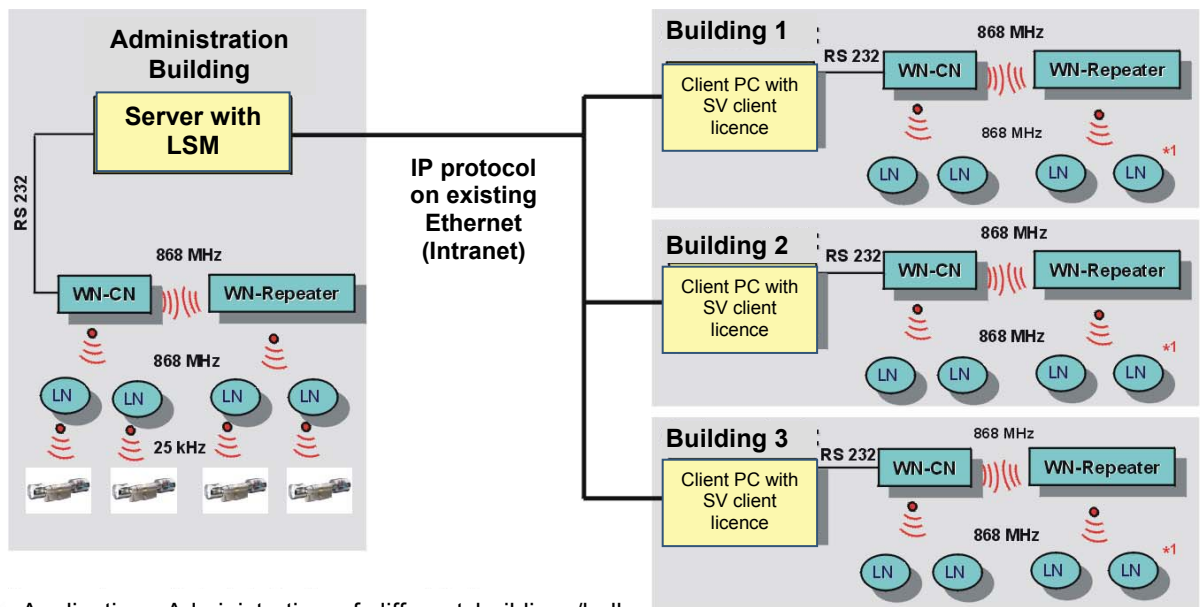 Administration
Building
Server with
LSM
RS 232
868 MHz
WN-CN
WN-Repeater
868 MHz
LN
LN
LN
LN
25 kHz
IP protocol
on existing
Ethernet
(Intranet)
Building 1
868 MHz
RS 232
Client PC with
SV client
licence
WN-CN
WN-Repeater
868 MHz
LN
LN
LN
LN
*1
Building 2
868 MHz
RS 232
Client PC with
SV client
licence
WN-CN
WN-Repeater
868 MHz
LN
LN
LN
LN
*1
Building 3
868 MHz
RS 232
Client PC with
SV client
licence
WN-CN
WN-Repeater
868 MHz
LN
LN
LN
LN
*1